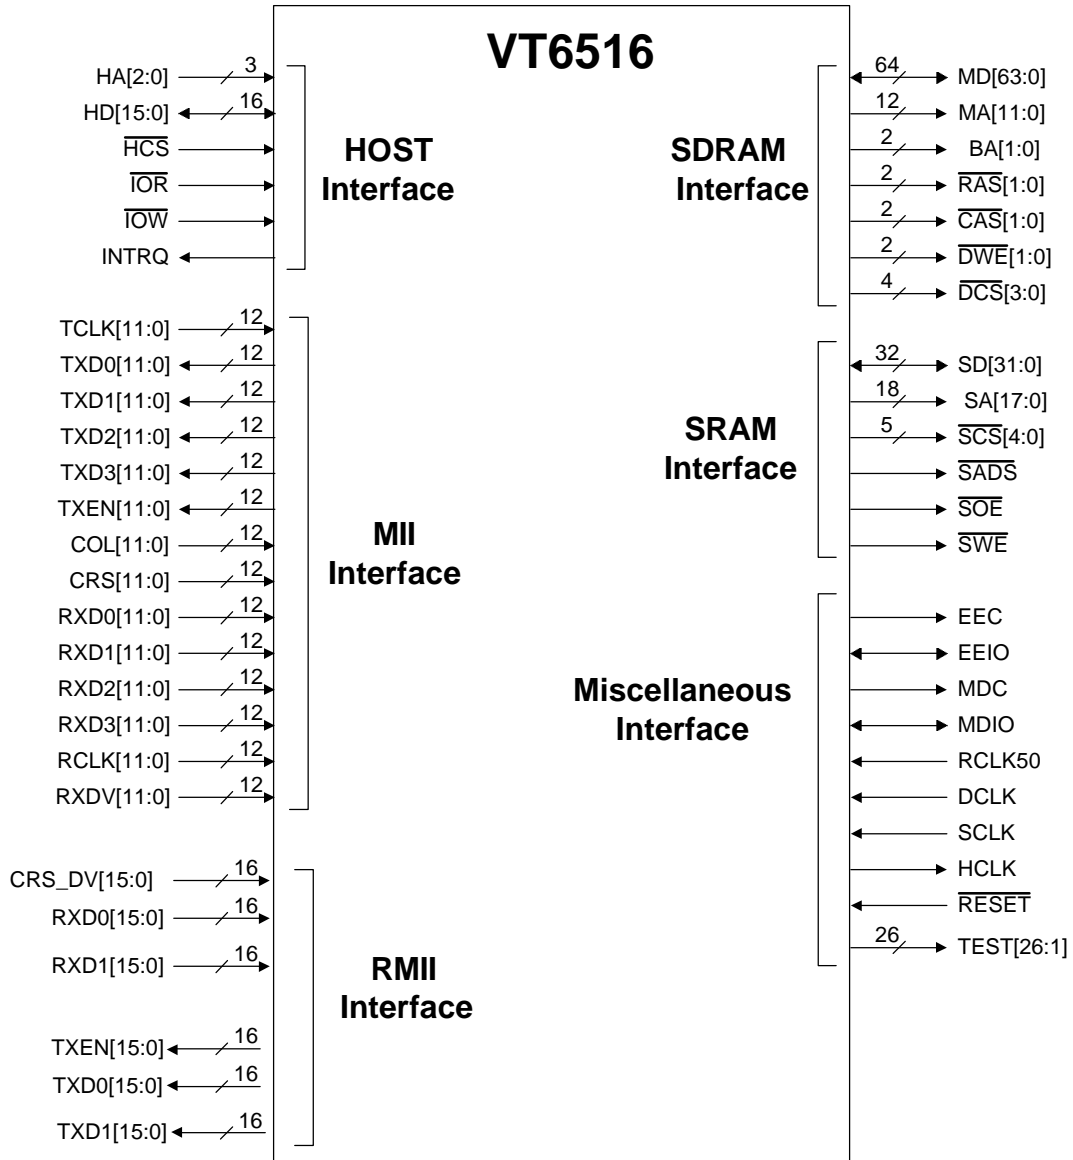 VT6516
HA[2:0] 3
HD[15:0] 16
HCS
IOR
IOW
INTRQ
HOST
Interface
TCLK[11:0] 12
TXD0[11:0] 12
TXD1[11:0] 12
TXD2[11:0] 12
TXD3[11:0] 12
TXEN[11:0] 12
COL[11:0] 12
CRS[11:0] 12
RXD0[11:0] 12
RXD1[11:0] 12
RXD2[11:0] 12
RXD3[11:0] 12
RCLK[11:0] 12
RXDV[11:0] 12
MII
Interface
CRS_DV[15:0] 16
RXD0[15:0] 16
RXD1[15:0] 16
TXEN[15:0] 16
TXD0[15:0] 16
TXD1[15:0] 16
RMII
Interface
SDRAM
Interface
64 MD[63:0]
12 MA[11:0]
2 BA[1:0]
2 RAS[1:0]
2 CAS[1:0]
2 DWE[1:0]
4 DCS[3:0]
SRAM
Interface
32 SD[31:0]
18 SA[17:0]
5 SCS[4:0]
SADS
SOE
SWE
Miscellaneous
Interface
EEC
EEIO
MDC
MDIO
RCLK50
DCLK
SCLK
HCLK
RESET
26 TEST[26:1]